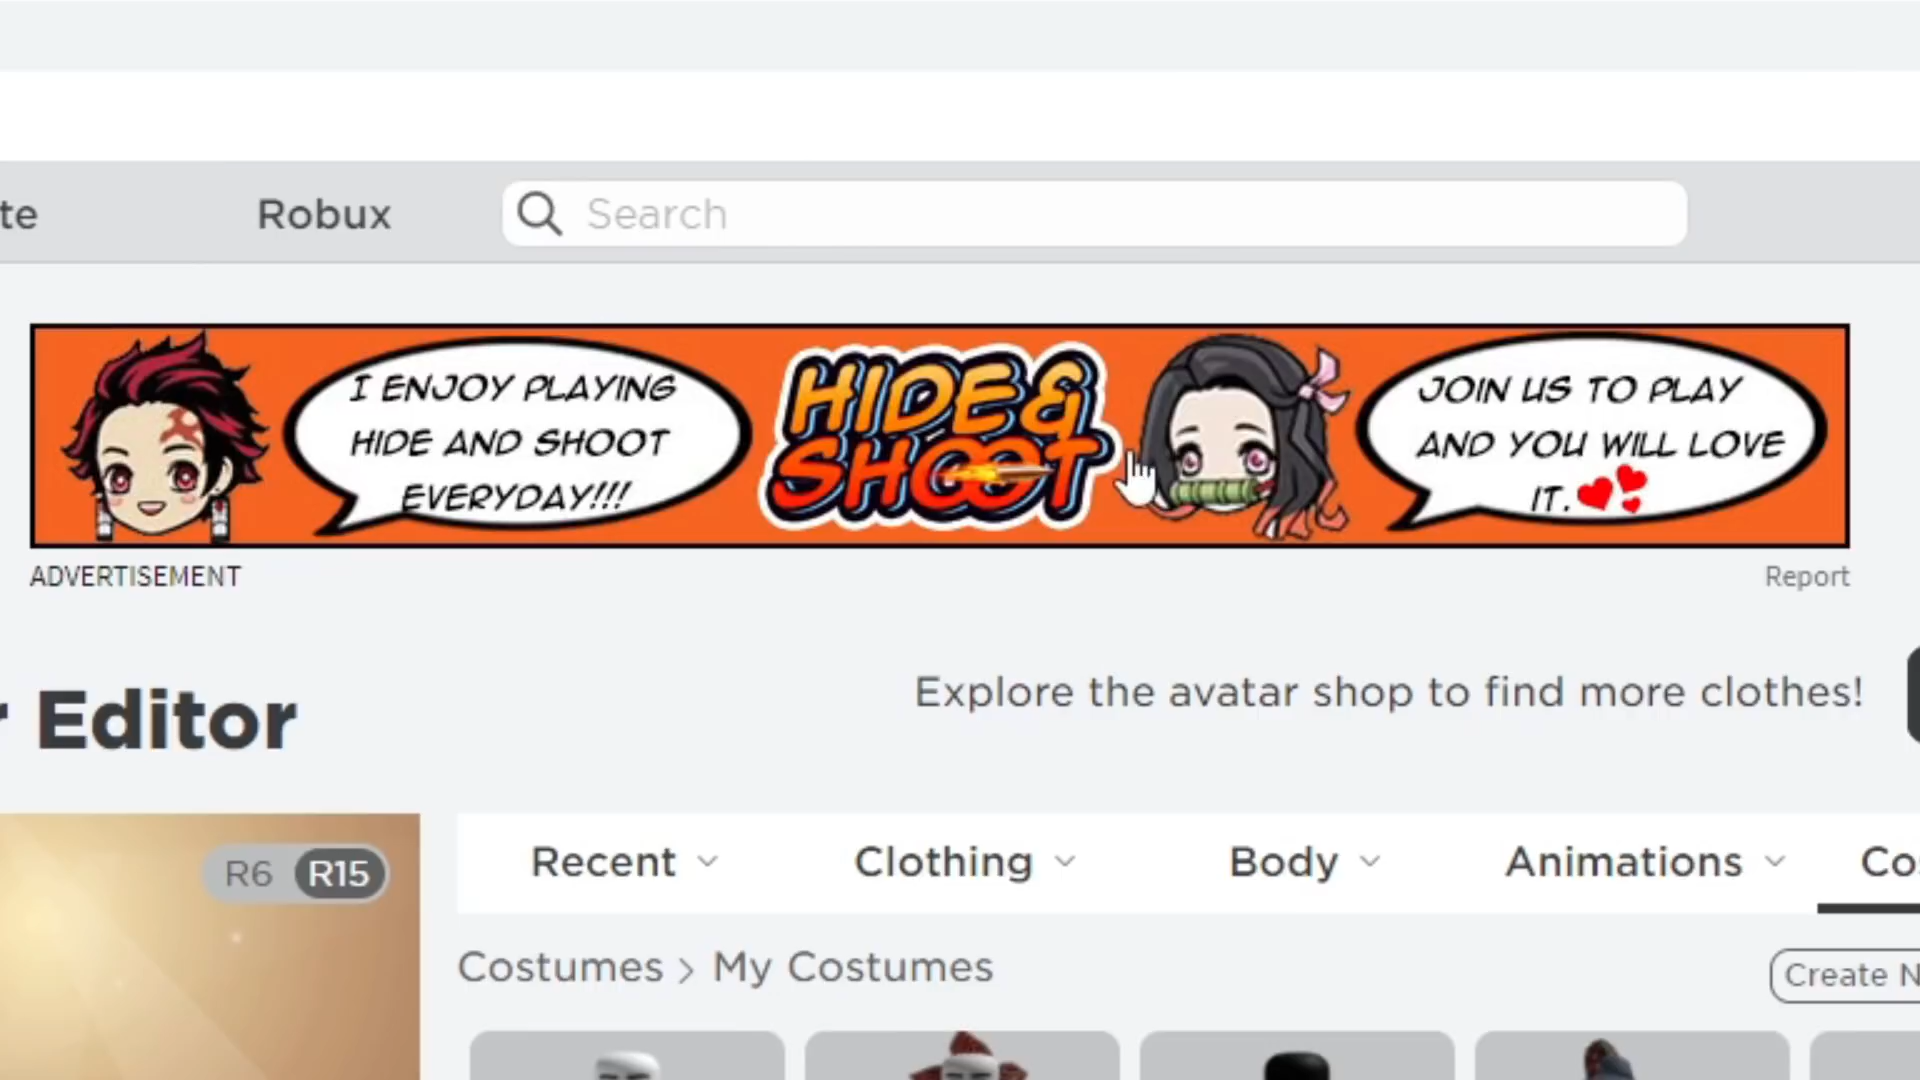 te
Robux
Search
I ENJOY PLAYING
HIDE AND SHOOT
EVERYDAY!!!
HIDE &
SHOOT
JOIN US TO PLAY
AND YOU WILL LOVE
IT.
ADVERTISEMENT
Report
r Editor
Explore the avatar shop to find more clothes!
R6 R15
Recent
Clothing
Body
Animations
Cos
Costumes > My Costumes
Create N